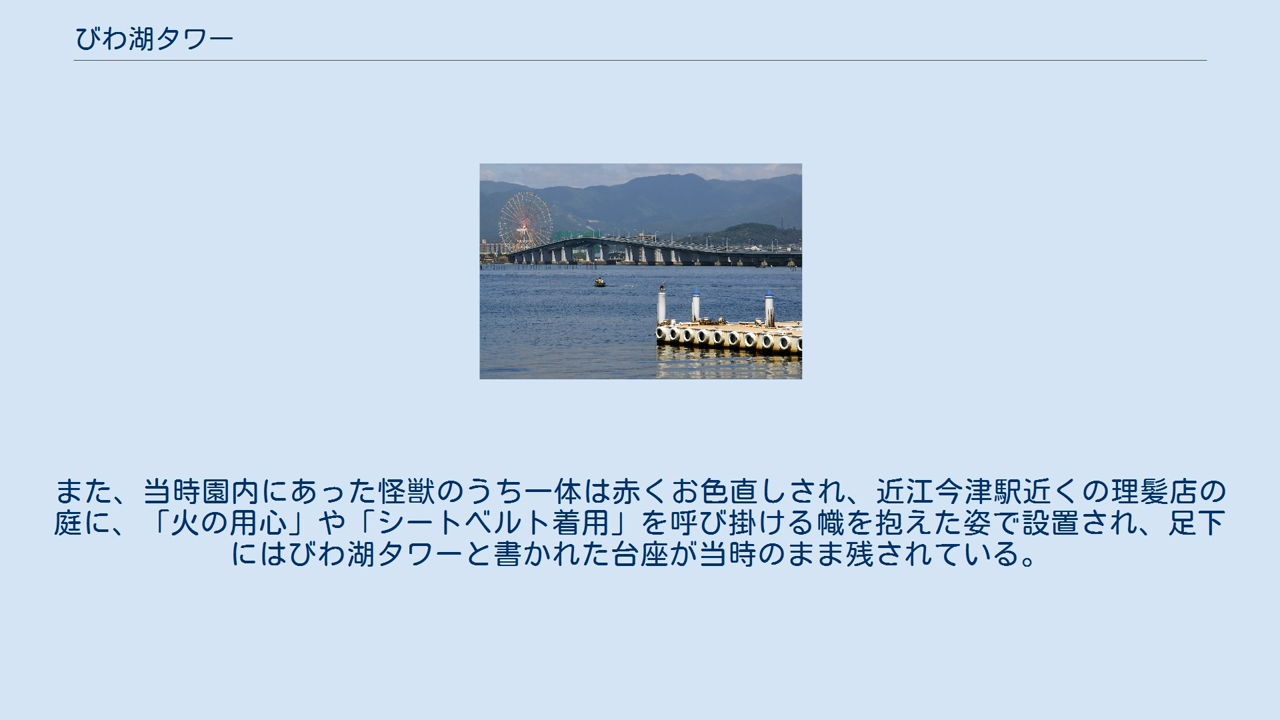 びわ湖タワー
また、当時園内にあった怪獣のうち一体は赤くお色直しされ、近江今津駅近くの理髪店の
庭に、「火の用心」や「シートベルト着用」を呼び掛ける幟を抱えた姿で設置され、足下
にはびわ湖タワーと書かれた台座が当時のまま残されている。